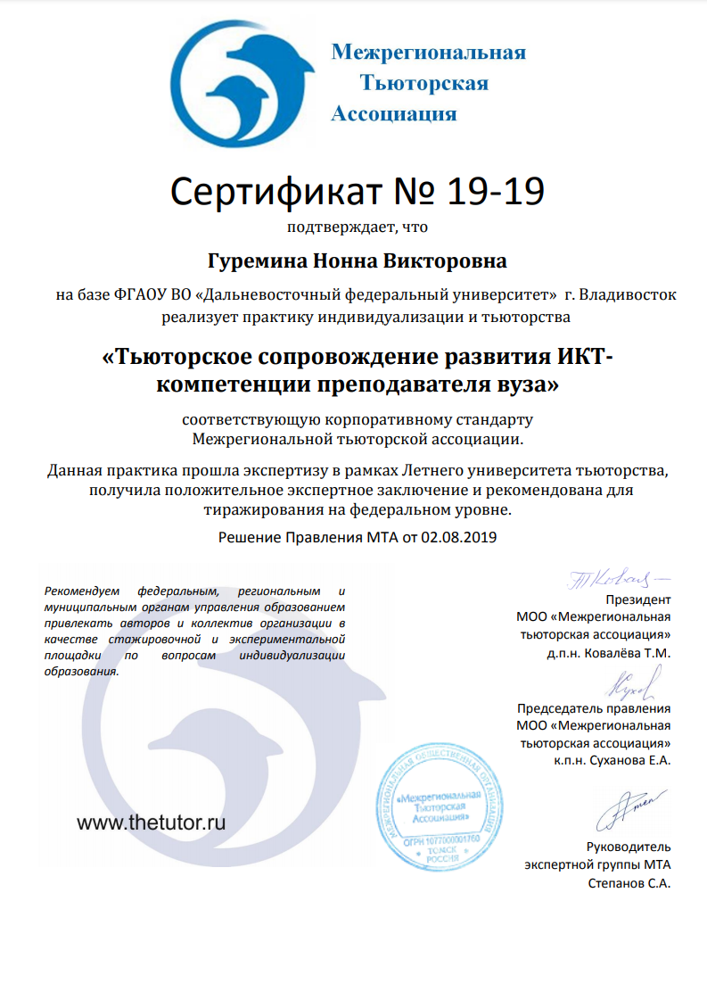 Межрегиональная
Тьюторская
Ассоциация
Сертификат № 19-19
подтверждает, что
Гуремина Нонна Викторовна
на базе ФГАОУ ВО «Дальневосточный федеральный университет» г. Владивосток
реализует практику индивидуализации и тьюторства
«Тьюторское сопровождение развития ИКТ-
компетенции преподавателя вуза»
соответствующую корпоративному стандарту
Межрегиональной тьюторской ассоциации.
Данная практика прошла экспертизу в рамках Летнего университета тьюторства,
получила положительное экспертное заключение и рекомендована для
тиражирования на федеральном уровне.
Решение Правления МТА от 02.08.2019
Рекомендуем федеральным, региональным и
муниципальным органам управления образованием
привлекать авторов и коллектив организации в
качестве стажировочной и экспериментальной
площадки по вопросам индивидуализации
образования.
www.thetutor.ru
Президент
МОО «Межрегиональная
тьюторская ассоциация»
д.п.н. Ковалёва Т.М.
Председатель правления
МОО «Межрегиональная
тьюторская ассоциация»
к.п.н. Суханова Е.А.
Руководитель
экспертной группы МТА
Степанов С.А.
МЕЖРЕГИОНАЛЬНАЯ ОБЩЕСТВЕННАЯ ОРГАНИЗАЦИЯ
«Межрегиональная
Тьюторская
Ассоциация»
ОГРН 1077000001760
ТОМСК
РОССИЯ